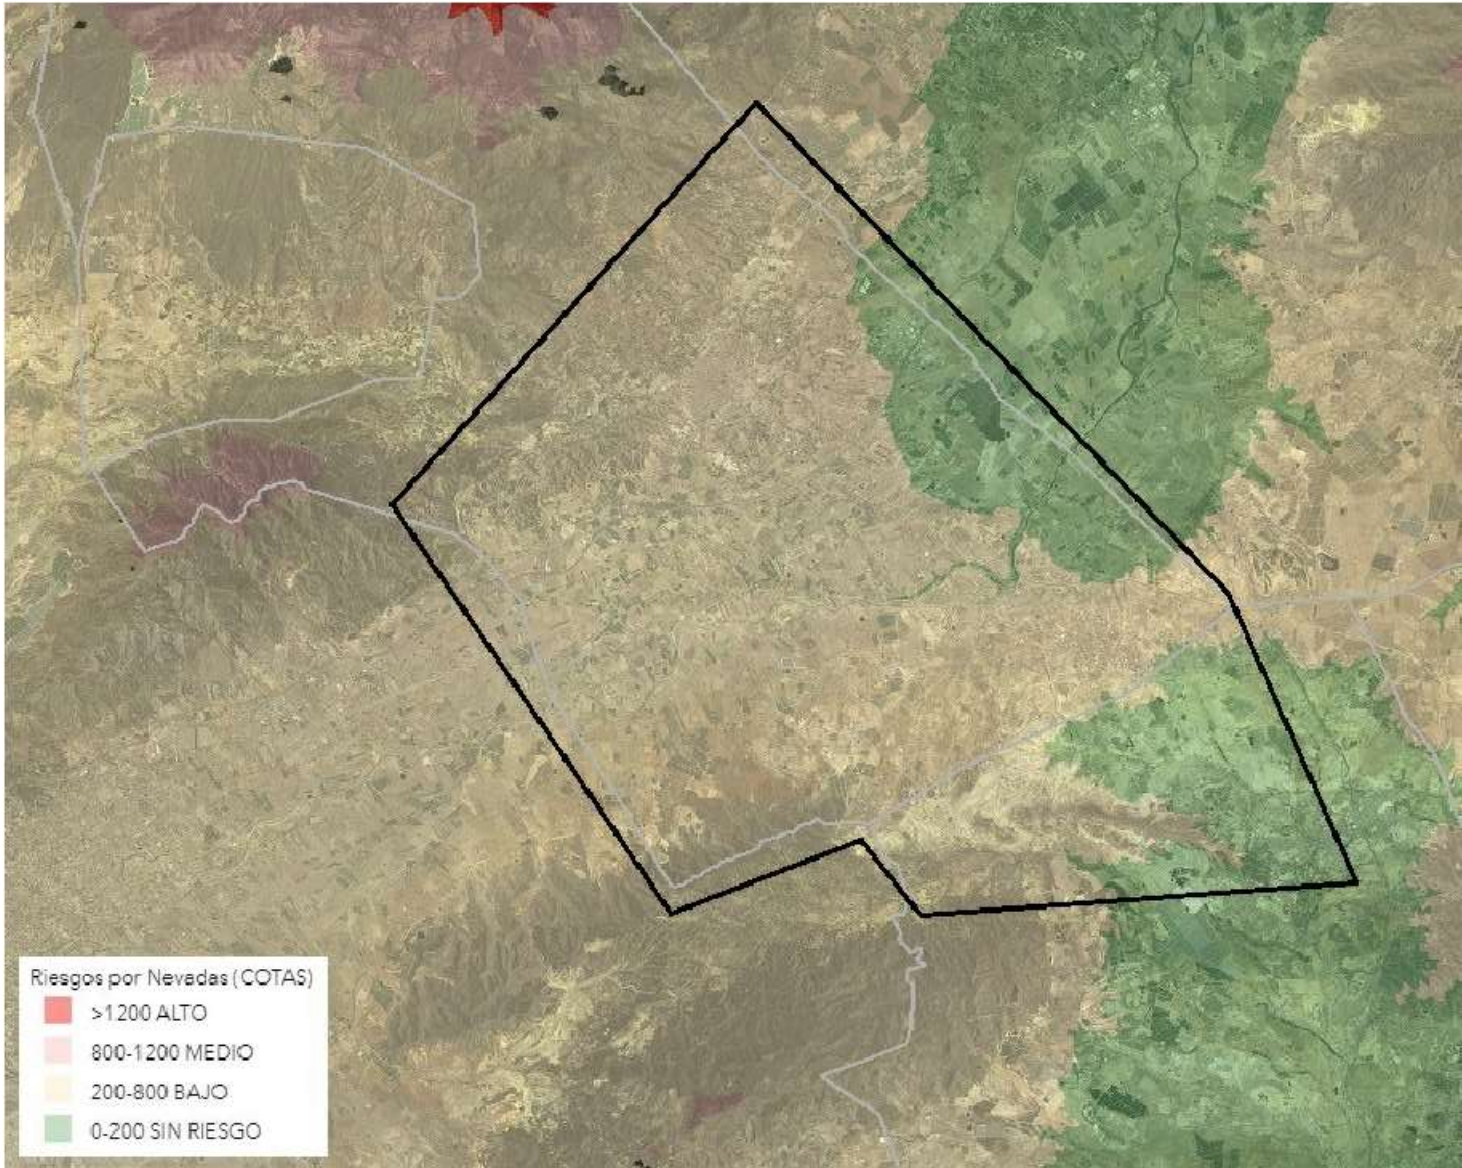 Riesgos por Nevadas (COTAS)
>1200 ALTO
800-1200 MEDIO
200-800 BAJO
0-200 SIN RIESGO